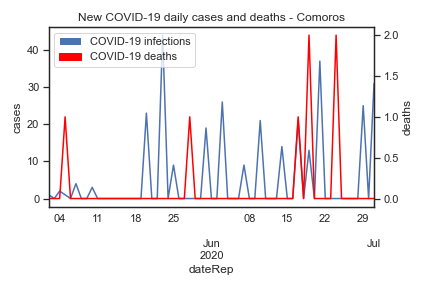 New COVID-19 daily cases and deaths - Comoros
COVID-19 infections
COVID-19 deaths
40
30
20
10
0
cases
2.0
1.5
1.0
0.5
0.0
deaths
04 11 18 25 08 15 22 29
Jun Jul
2020
dateRep